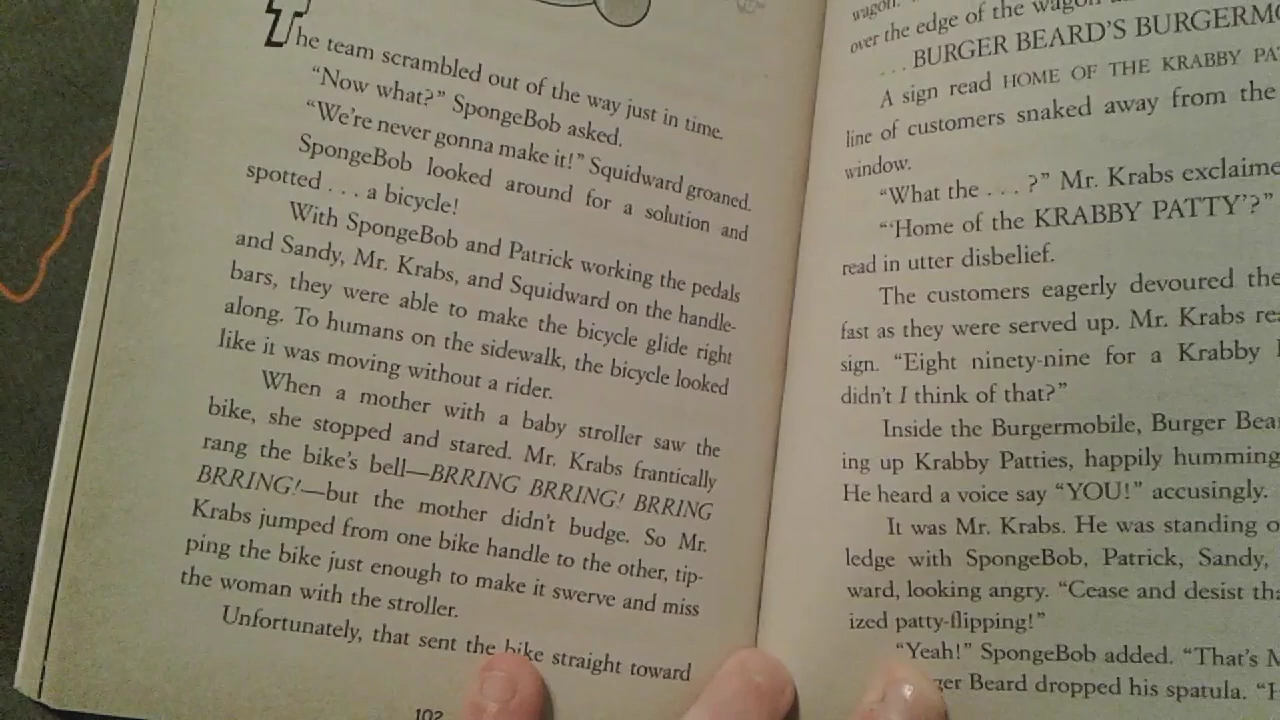 The team scrambled out of the way just in time.
“Now what?” SpongeBob asked.
“We’re never gonna make it!” Squidward groaned.
SpongeBob looked around for a solution and
spotted . . . a bicycle!
With SpongeBob and Patrick working the pedals
and Sandy, Mr. Krabs, and Squidward on the handle-
bars, they were able to make the bicycle glide right
along. To humans on the sidewalk, the bicycle looked
like it was moving without a rider.
When a mother with a baby stroller saw the
bike, she stopped and stared. Mr. Krabs frantically
rang the bike’s bell—BRRING BRRING! BRRING
BRRING!—but the mother didn’t budge. So Mr.
Krabs jumped from one bike handle to the other, tip-
ping the bike just enough to make it swerve and miss
the woman with the stroller.
Unfortunately, that sent the bike straight toward
102
wagon.
over the edge of the wagon
. . . BURGER BEARD’S
A sign read HOME OF THE KRABBY
line of customers snaked away from the
window.
“What the . . . ?” Mr. Krabs
“‘Home of the KRABBY PATTY’?”
read in utter disbelief.
The customers eagerly devoured
fast as they were served up. Mr. Krabs
sign. “Eight ninety-nine for a Krabby
didn’t I think of that?”
Inside the Burgermobile, Burger
ing up Krabby Patties, happily humming
He heard a voice say “YOU!” accusingly.
It was Mr. Krabs. He was standing
ledge with SpongeBob, Patrick, Sandy,
ward, looking angry. “Cease and desist
ized patty-flipping!”
“Yeah!” SpongeBob added. “That’s
Beard dropped his spatula.